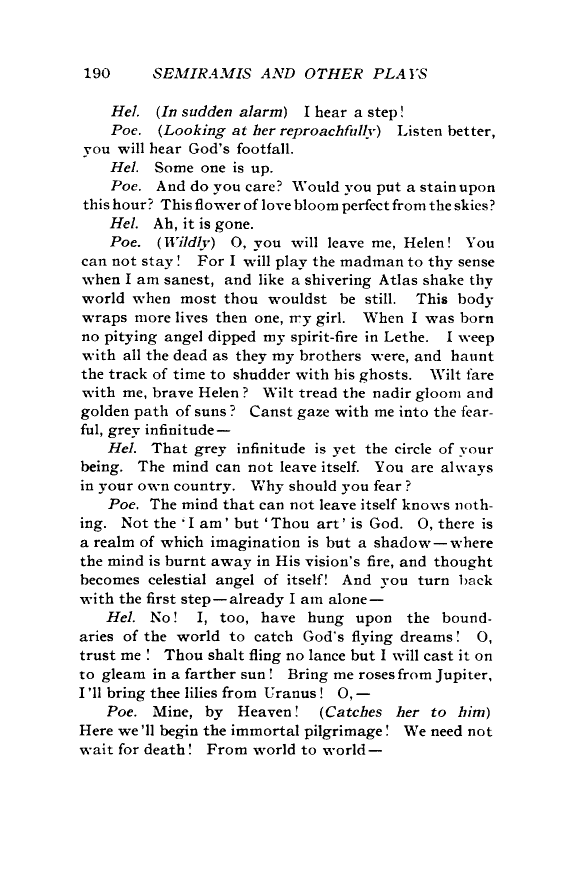 190 SEMIRAMIS AND OTHER PLAYS
Hel. (In sudden alarm) I hear a step!
Poe. (Looking at her reproachfully) Listen better,
you will hear God's footfall.
Hel. Some one is up.
Poe. And do you care? Would you put a stain upon
this hour? This flower of love bloom perfect from the skies?
Hel. Ah, it is gone.
Poe. (Wildly) O, you will leave me, Helen! You
can not stay! For I will play the madman to thy sense
when I am sanest, and like a shivering Atlas shake thy
world when most thou wouldst be still. This body
wraps more lives then one, my girl. When I was born
no pitying angel dipped my spirit-fire in Lethe. I weep
with all the dead as they my brothers were, and haunt
the track of time to shudder with his ghosts. Wilt fare
with me, brave Helen? Wilt tread the nadir gloom and
golden path of suns? Canst gaze with me into the fear-
ful, grey infinitude—
Hel. That grey infinitude is yet the circle of your
being. The mind can not leave itself. You are always
in your own country. Why should you fear?
Poe. The mind that can not leave itself knows noth-
ing. Not the 'I am' but 'Thou art' is God. O, there is
a realm of which imagination is but a shadow—where
the mind is burnt away in His vision's fire, and thought
becomes celestial angel of itself! And you turn back
with the first step—already I am alone—
Hel. No! I, too, have hung upon the bound-
aries of the world to catch God's flying dreams! O,
trust me! Thou shalt fling no lance but I will cast it on
to gleam in a farther sun! Bring me roses from Jupiter,
I'll bring thee lilies from Uranus! O,—
Poe. Mine, by Heaven! (Catches her to him)
Here we'll begin the immortal pilgrimage! We need not
wait for death! From world to world—